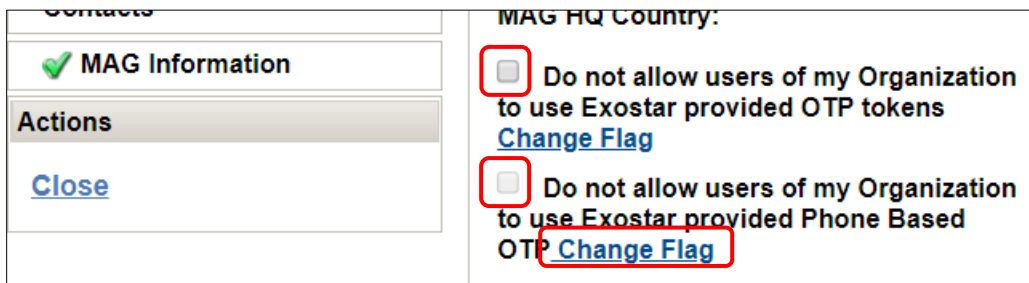 Contacts
MAG Information
Actions
Close
MAG HQ Country:
Do not allow users of my Organization
to use Exostar provided OTP tokens
Change Flag
Do not allow users of my Organization
to use Exostar provided Phone Based
OTP Change Flag